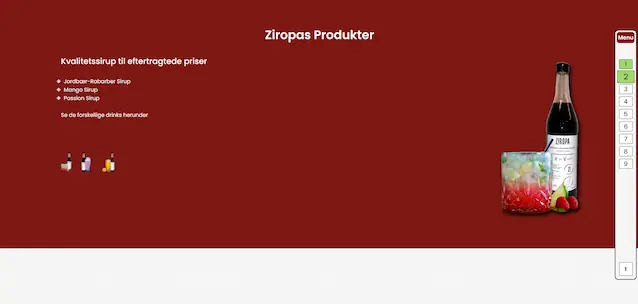 Ziropas Produkter
Kvalitetssirup til eftertragtede priser
Jordbær-Rabarber Sirup
Mango Sirup
Passion Sirup
Se de forskellige drinks herunder
ZIROPA
Menu
1
2
3
4
5
6
7
8
9
1